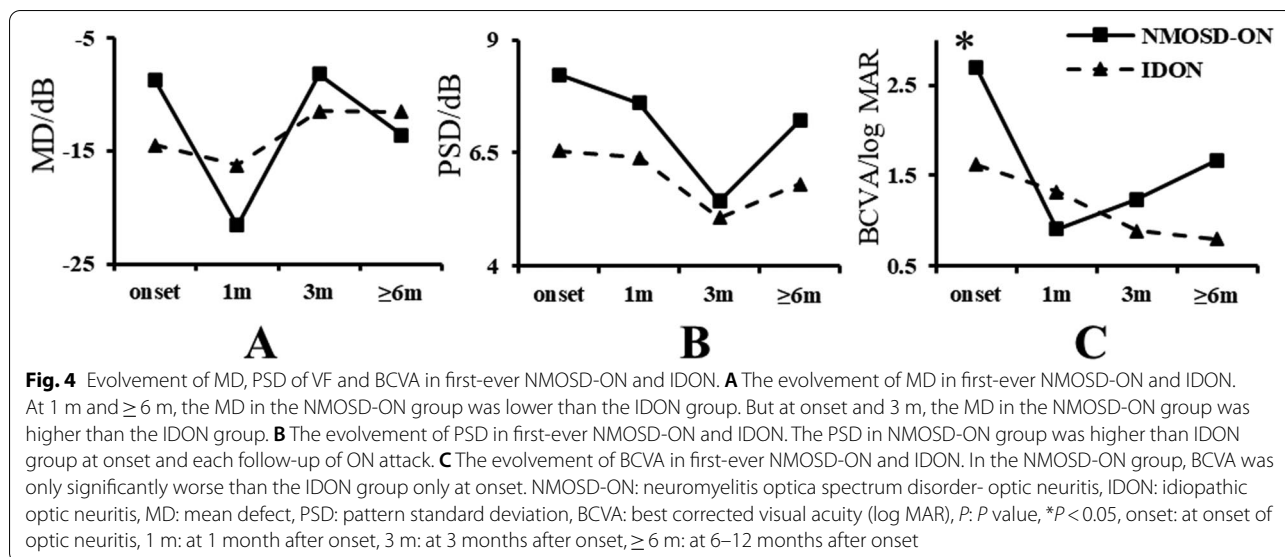 -5
-15
-25
MD/dB
onset 1m 3m ≥6m
A
9
6.5
4
PSD/dB
onset 1m 3m ≥6m
B
*
2.5
1.5
0.5
BCVA/log MAR
onset 1m 3m ≥6m
C
NMOSD-ON
IDON
Fig. 4 Evolvement of MD, PSD of VF and BCVA in first-ever NMOSD-ON and IDON. A The evolvement of MD in first-ever NMOSD-ON and IDON.
At 1 m and ≥ 6 m, the MD in the NMOSD-ON group was lower than the IDON group. But at onset and 3 m, the MD in the NMOSD-ON group was
higher than the IDON group. B The evolvement of PSD in first-ever NMOSD-ON and IDON. The PSD in NMOSD-ON group was higher than IDON
group at onset and each follow-up of ON attack. C The evolvement of BCVA in first-ever NMOSD-ON and IDON. In the NMOSD-ON group, BCVA was
only significantly worse than the IDON group only at onset. NMOSD-ON: neuromyelitis optica spectrum disorder- optic neuritis, IDON: idiopathic
optic neuritis, MD: mean defect, PSD: pattern standard deviation, BCVA: best corrected visual acuity (log MAR), P: P value, *P < 0.05, onset: at onset of
optic neuritis, 1 m: at 1 month after onset, 3 m: at 3 months after onset, ≥ 6 m: at 6–12 months after onset